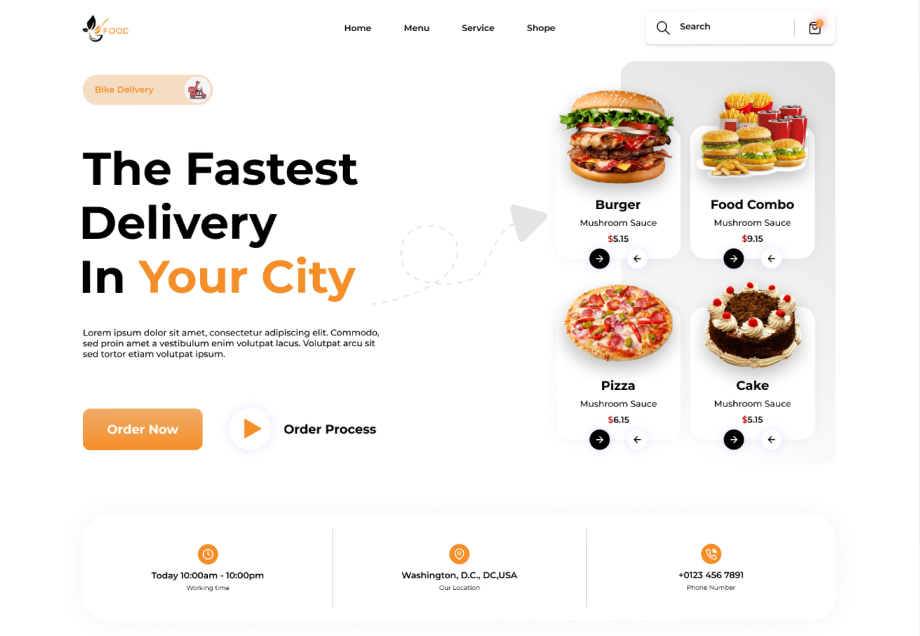 FOOD
Home
Menu
Service
Shope
Search
Bike Delivery
The Fastest
Delivery
In Your City
Lorem ipsum dolor sit amet, consectetur adipiscing elit. Commodo,
sed proin amet a vestibulum enim volutpat lacus. Volutpat arcu sit
sed tortor etiam volutpat ipsum.
Order Now
Order Process
Burger
Mushroom Sauce
$5.15
Food Combo
Mushroom Sauce
$9.15
Pizza
Mushroom Sauce
$6.15
Cake
Mushroom Sauce
$5.15
Today 10:00am - 10:00pm
Working time
Washington, D.C., DC,USA
Our Location
+0123 456 7891
Phone Number